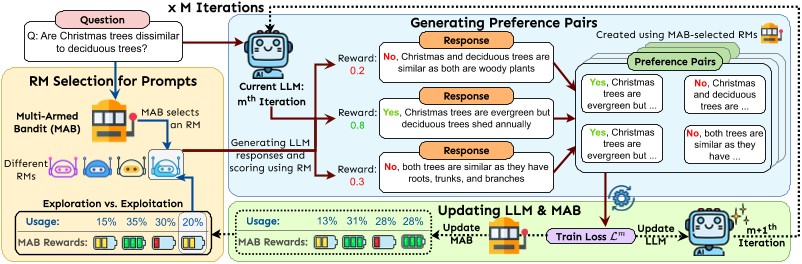 x M Iterations
Question
Q: Are Christmas trees dissimilar
to deciduous trees?
RM Selection for Prompts
Multi-Armed
Bandit (MAB)
MAB selects
an RM
Different
RMs
Exploration vs. Exploitation
Usage: 15% 35% 30% 20%
MAB Rewards:
AI
Current LLM:
mth Iteration
Generating LLM
responses and
scoring using RM
Generating Preference Pairs
Reward:
0.2
Response
No, Christmas and deciduous trees are
similar as both are woody plants
Reward:
0.8
Response
Yes, Christmas trees are evergreen but
deciduous trees shed annually
Reward:
0.3
Response
No, both trees are similar as they have
roots, trunks, and branches
Created using MAB-selected RMs
Preference Pairs
Yes, Christmas
trees are
evergreen but ...
No, Christmas
and deciduous
trees are ...
Yes, Christmas
trees are
evergreen but ...
No, both trees are
similar as they
have ...
Updating LLM & MAB
Usage: 13% 31% 28% 28%
MAB Rewards:
Update
MAB
Train Loss ℒᵐ
Update
LLM
AI
m+1th
Iteration